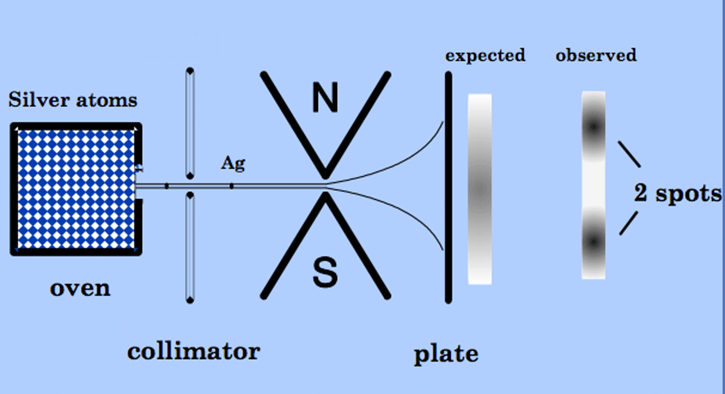 expected
observed
Silver atoms
N
Ag
2 spots
S
oven
collimator
plate